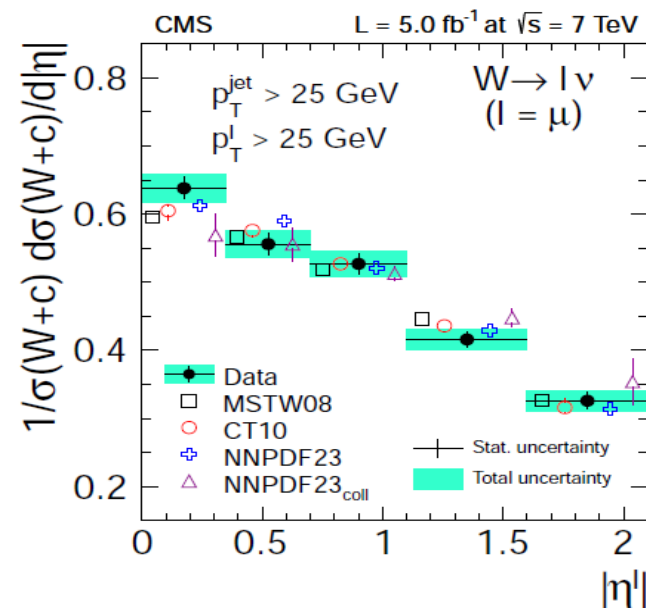 CMS L = 5.0 fb⁻¹ at √s = 7 TeV
1/σ(W+c) dσ(W+c)/d|η|
0.8
0.6
0.4
0.2
p_T^jet > 25 GeV
p_T^l > 25 GeV
W → l ν
(l = μ)
Data
MSTW08
CT10
NNPDF23
NNPDF23_coll
Stat. uncertainty
Total uncertainty
0 0.5 1 1.5 2
|η^l|